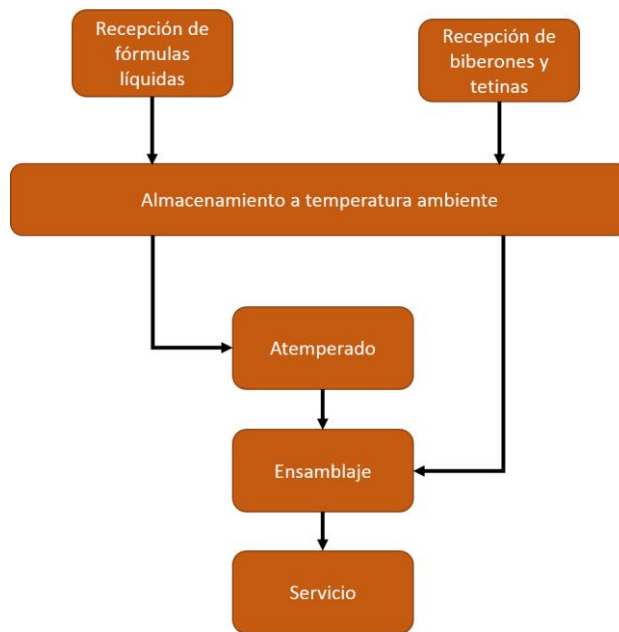 Recepción de
fórmulas
líquidas
Recepción de
biberones y
tetinas
Almacenamiento a temperatura ambiente
Atemperado
Ensamblaje
Servicio